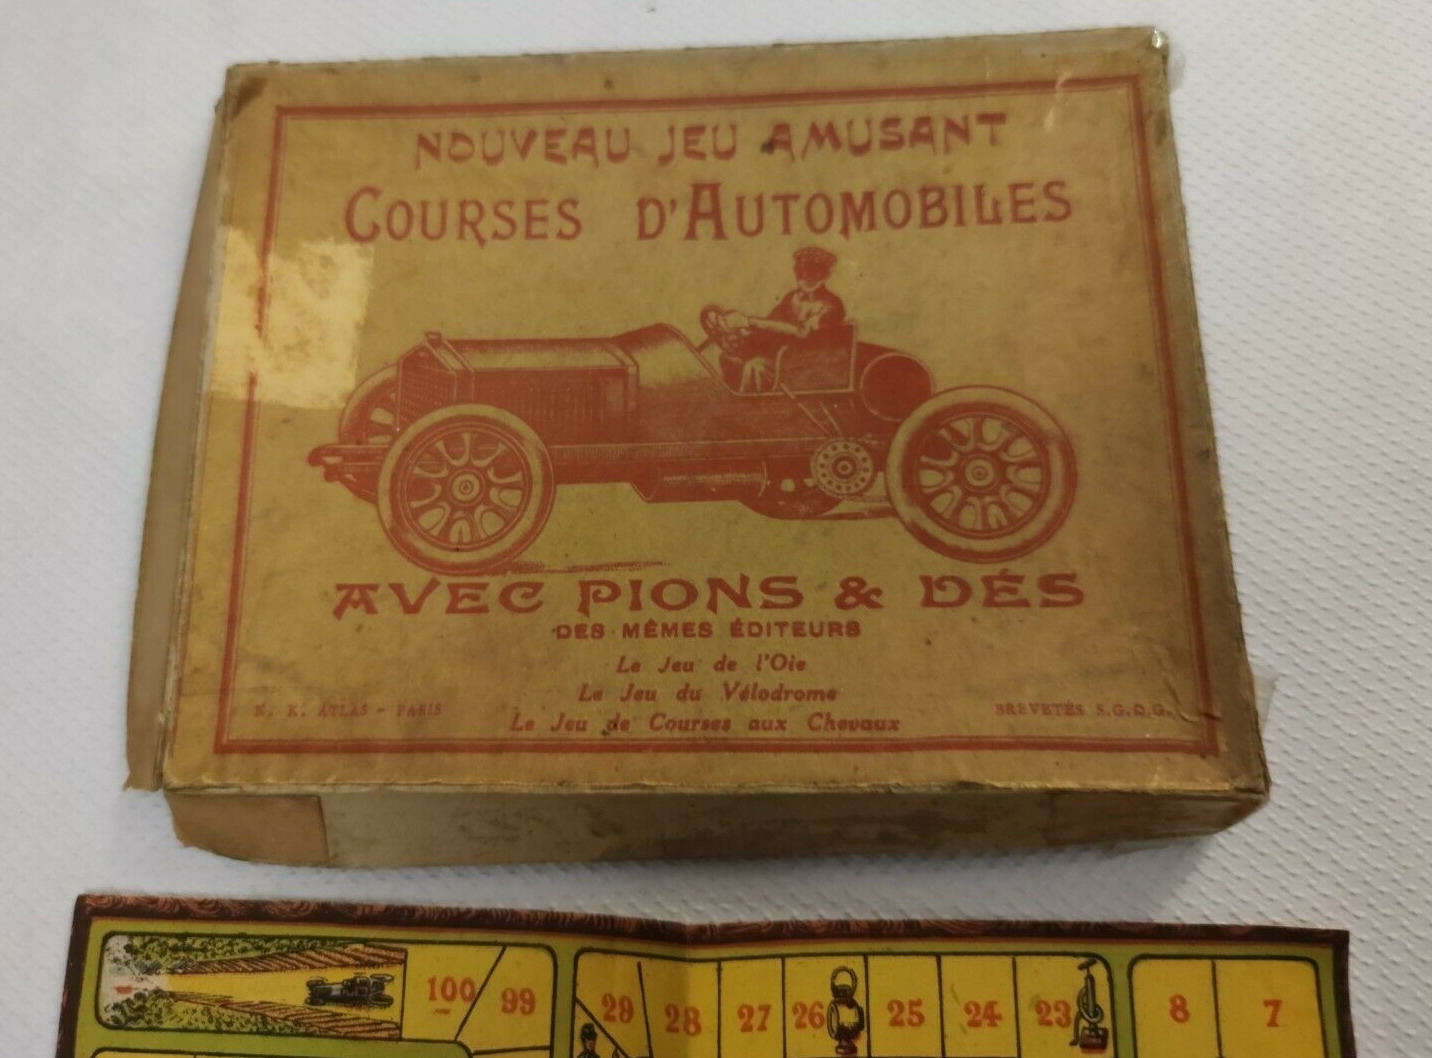 NOUVEAU JEU AMUSANT
COURSES D'AUTOMOBILES
AVEC PIONS & DÉS
DES MÊMES ÉDITEURS
Le Jeu de l'Oie
Le Jeu du Vélodrome
Le Jeu de Courses aux Chevaux
N. K. ATLAS - PARIS
BREVETÉS S.G.D.G.
100 99 29 28 27 26 25 24 23 8 7